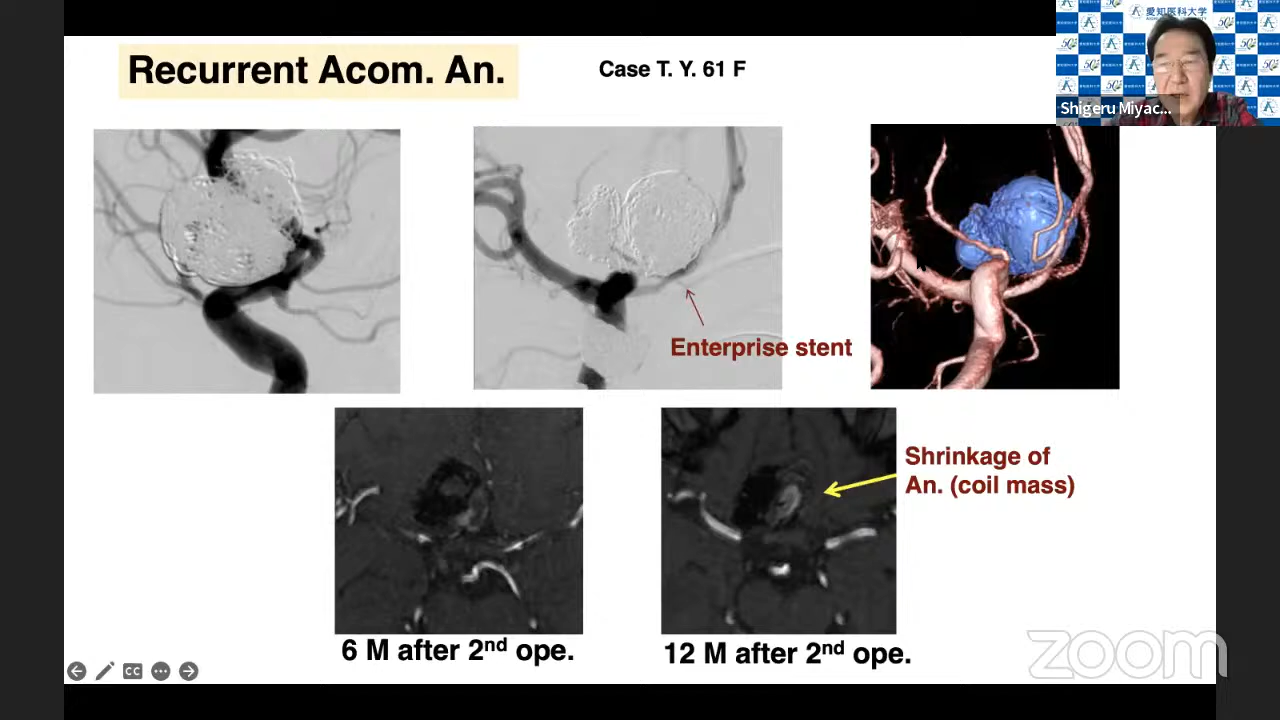 Recurrent Acom. An.
Case T. Y. 61 F
愛知医科大学
Shigeru Miyac...
Enterprise stent
Shrinkage of
An. (coil mass)
6 M after 2nd ope.
12 M after 2nd ope.
CC
zoom